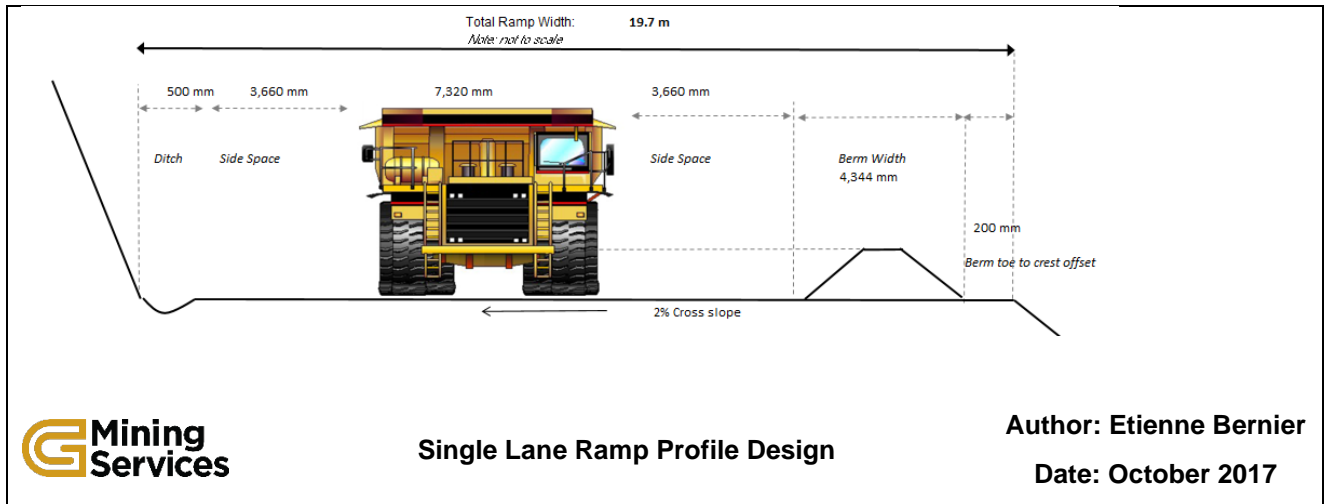 Total Ramp Width: 19.7 m
Note: not to scale
500 mm 3,660 mm 7,320 mm 3,660 mm
Ditch Side Space Side Space Berm Width
4,344 mm
200 mm
Berm toe to crest offset
2% Cross slope
G Mining
Services
Single Lane Ramp Profile Design
Author: Etienne Bernier
Date: October 2017